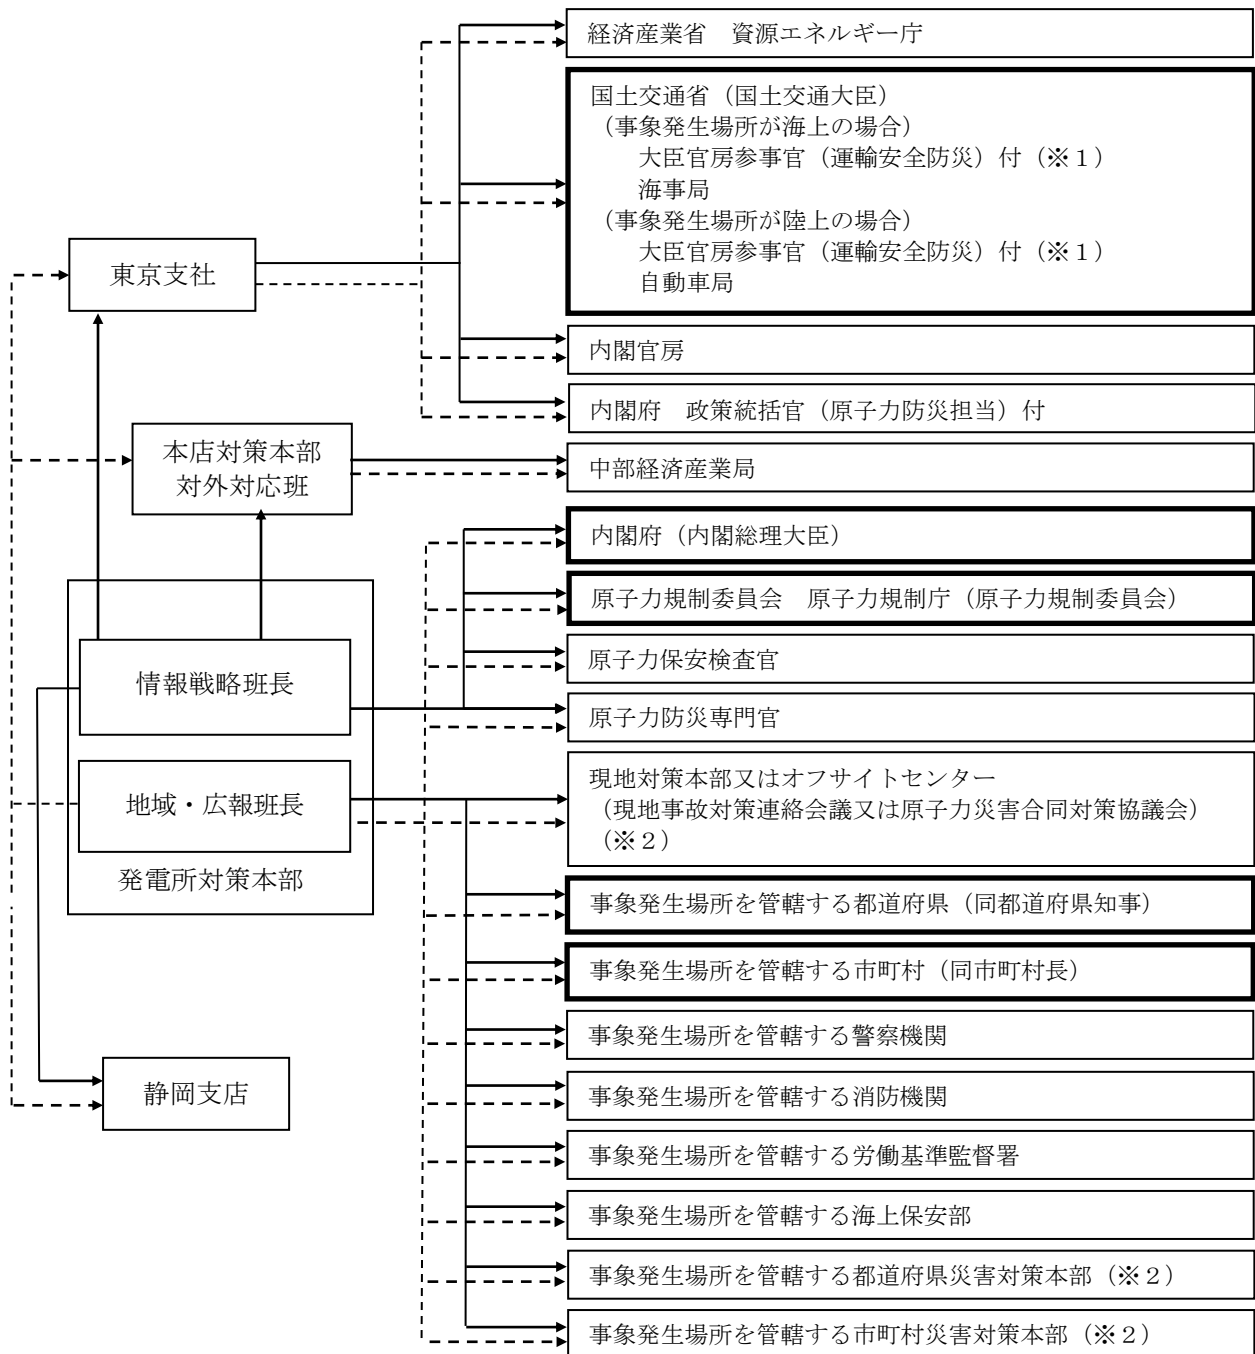 経済産業省　資源エネルギー庁
国土交通省（国土交通大臣）
（事象発生場所が海上の場合）
大臣官房参事官（運輸安全防災）付（※１）
海事局
（事象発生場所が陸上の場合）
大臣官房参事官（運輸安全防災）付（※１）
自動車局
東京支社
内閣官房
内閣府　政策統括官（原子力防災担当）付
本店対策本部
対外対応班
中部経済産業局
内閣府（内閣総理大臣）
原子力規制委員会　原子力規制庁（原子力規制委員会）
原子力保安検査官
情報戦略班長
原子力防災専門官
現地対策本部又はオフサイトセンター
（現地事故対策連絡会議又は原子力災害合同対策協議会）
（※２）
地域・広報班長
発電所対策本部
事象発生場所を管轄する都道府県（同都道府県知事）
事象発生場所を管轄する市町村（同市町村長）
事象発生場所を管轄する警察機関
静岡支店
事象発生場所を管轄する消防機関
事象発生場所を管轄する労働基準監督署
事象発生場所を管轄する海上保安部
事象発生場所を管轄する都道府県災害対策本部（※２）
事象発生場所を管轄する市町村災害対策本部（※２）